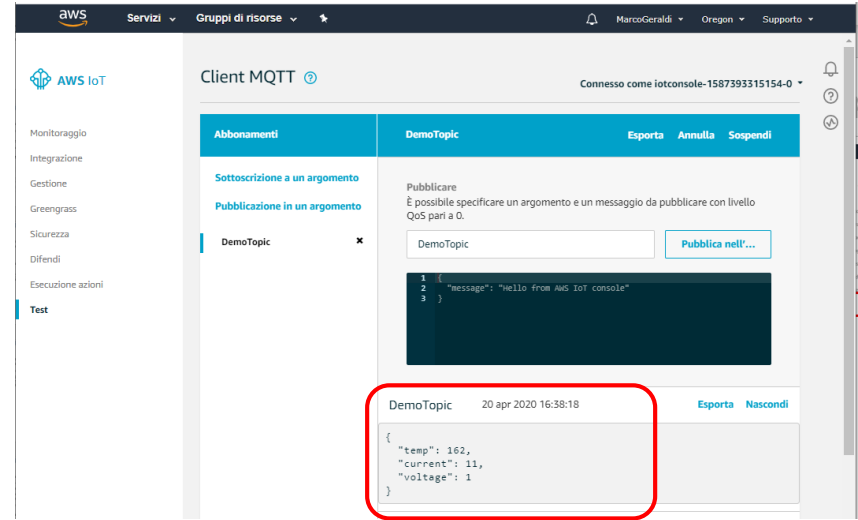 aws Servizi Gruppi di risorse MarcoGeraldi Oregon Supporto
AWS IoT
Monitoraggio
Integrazione
Gestione
Greengrass
Sicurezza
Difendi
Esecuzione azioni
Test
Client MQTT
Connesso come iotconsole-1587393315154-0
Abbonamenti
Sottoscrizione a un argomento
Pubblicazione in un argomento
DemoTopic ×
DemoTopic Esporta Annulla Sospendi
Pubblicare
È possibile specificare un argomento e un messaggio da pubblicare con livello
QoS pari a 0.
DemoTopic Pubblica nell'...
1 {
2 "message": "Hello from AWS IoT console"
3 }
DemoTopic 20 apr 2020 16:38:18 Esporta Nascondi
{
"temp": 162,
"current": 11,
"voltage": 1
}